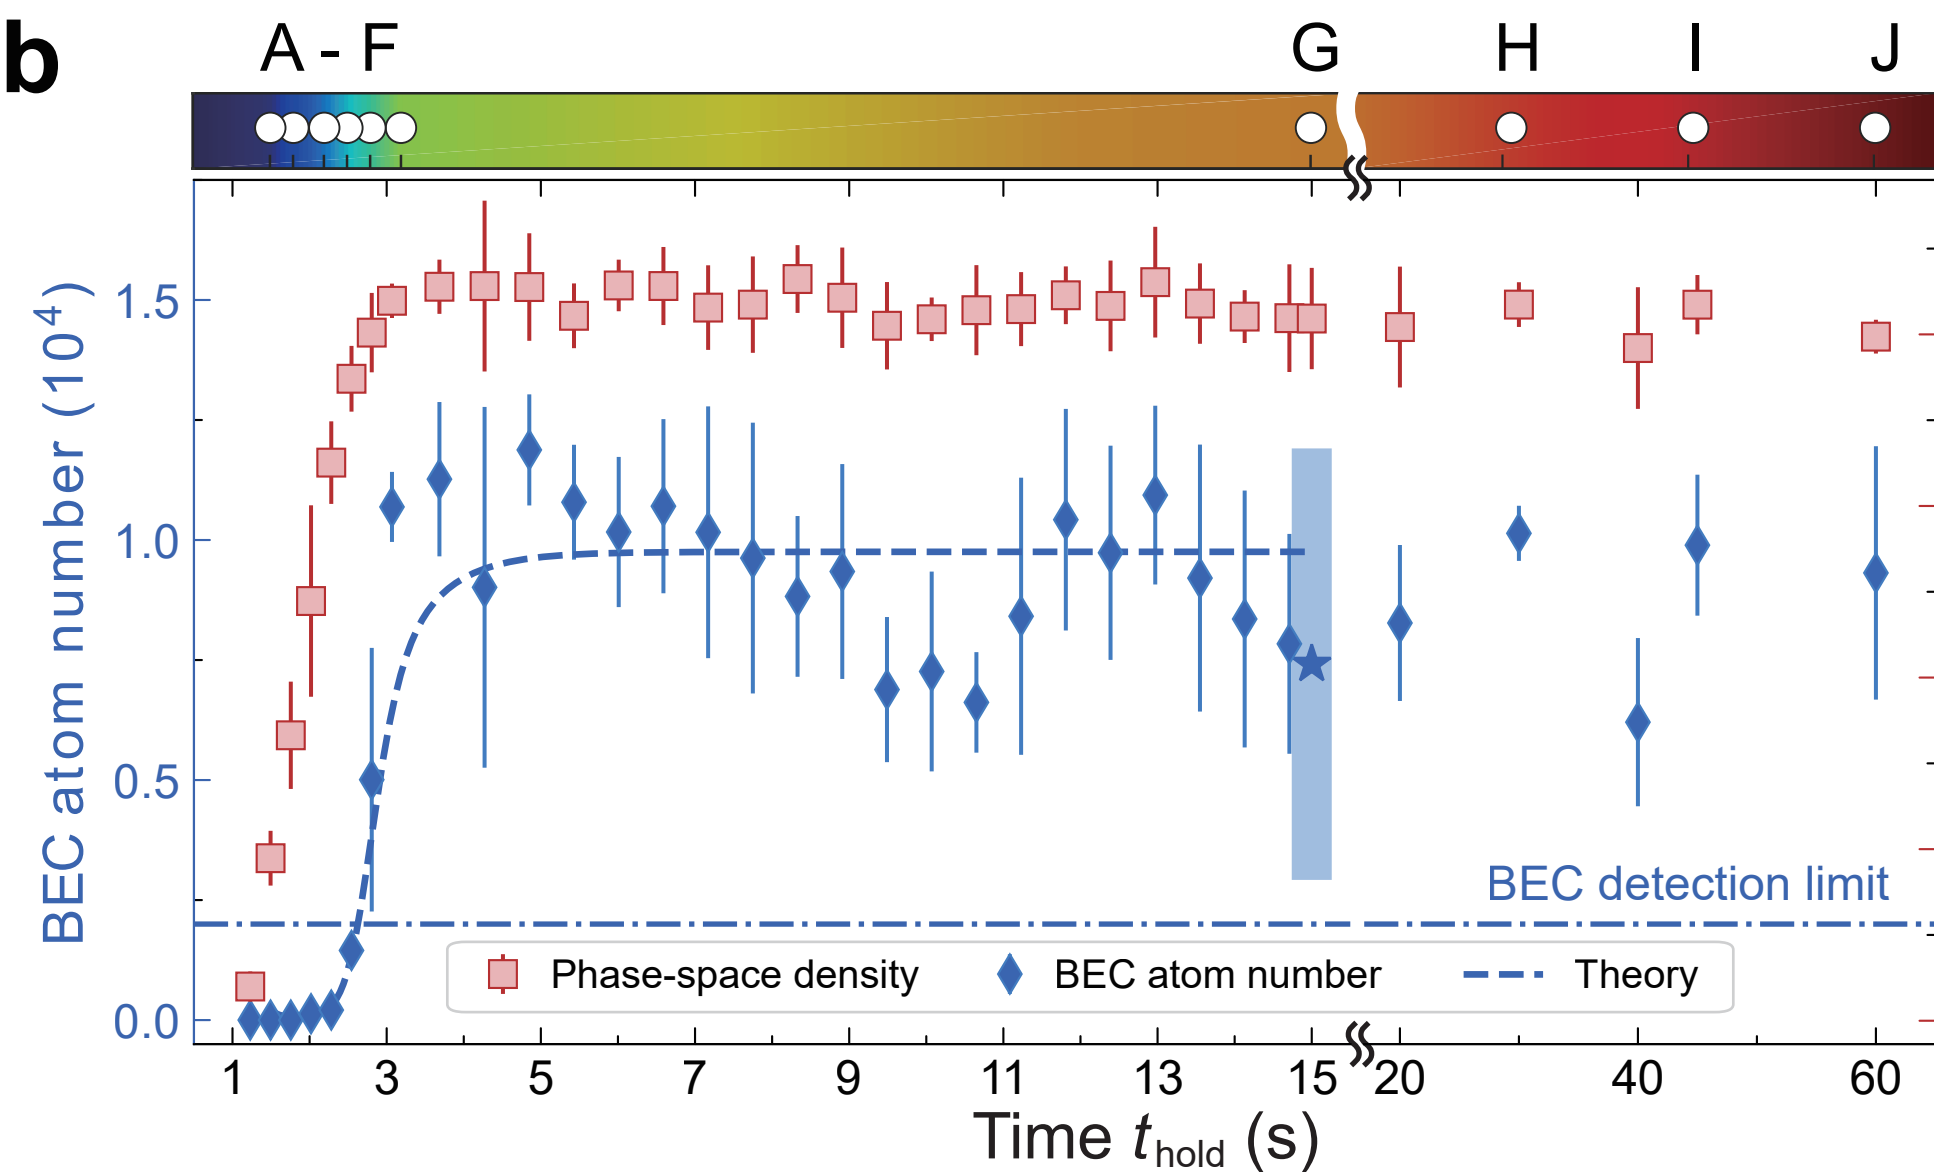 b
A - F G H I J
BEC atom number (10⁴)
1.5
1.0
0.5
0.0
BEC detection limit
Phase-space density BEC atom number Theory
1 3 5 7 9 11 13 15 20 40 60
Time t_hold (s)